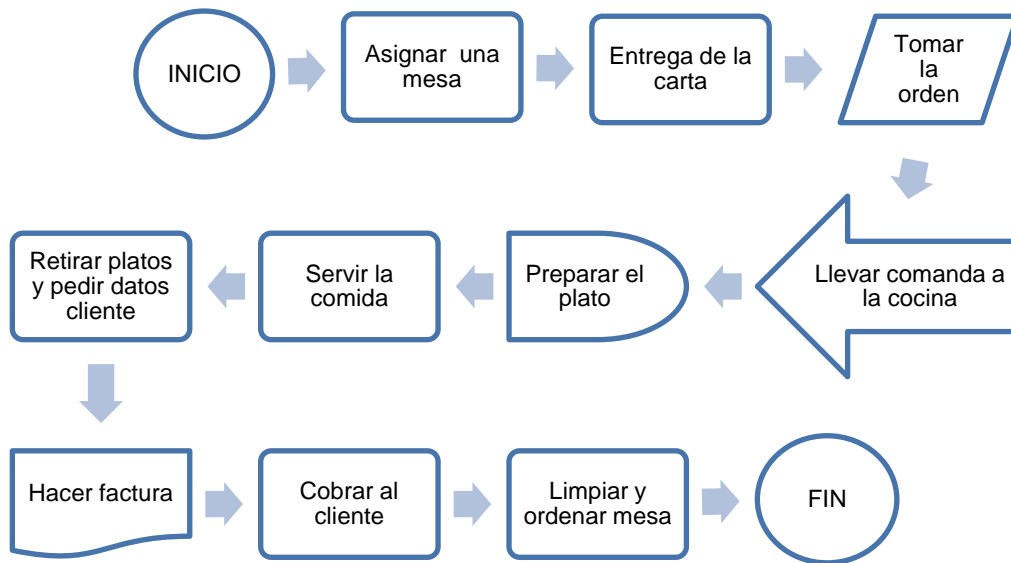 INICIO
Asignar una
mesa
Entrega de la
carta
Tomar
la
orden
Llevar comanda a
la cocina
Preparar el
plato
Servir la
comida
Retirar platos
y pedir datos
cliente
Hacer factura
Cobrar al
cliente
Limpiar y
ordenar mesa
FIN